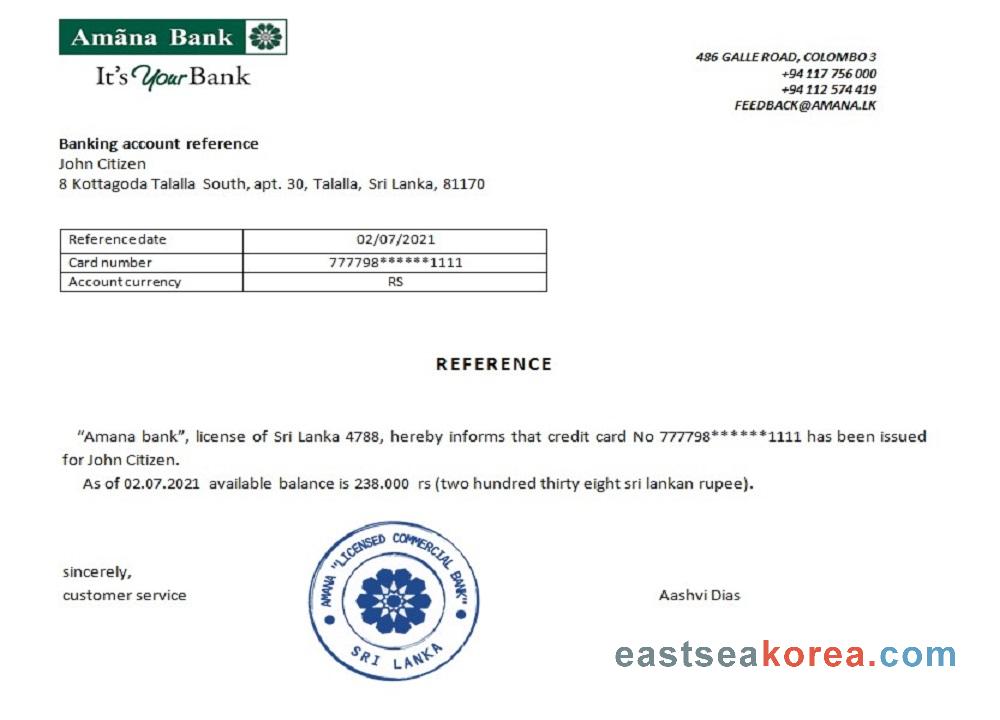 Amãna Bank
It's Your Bank
486 GALLE ROAD, COLOMBO 3
+94 117 756 000
+94 112 574 419
FEEDBACK@AMANA.LK
Banking account reference
John Citizen
8 Kottagoda Talalla South, apt. 30, Talalla, Sri Lanka, 81170
Reference date 02/07/2021
Card number 777798******1111
Account currency RS
REFERENCE
“Amana bank”, license of Sri Lanka 4788, hereby informs that credit card No 777798******1111 has been issued
for John Citizen.
As of 02.07.2021 available balance is 238.000 rs (two hundred thirty eight sri lankan rupee).
AMANA "LICENSED COMMERCIAL BANK"
SRI LANKA
sincerely,
customer service
Aashvi Dias
eastseakorea.com